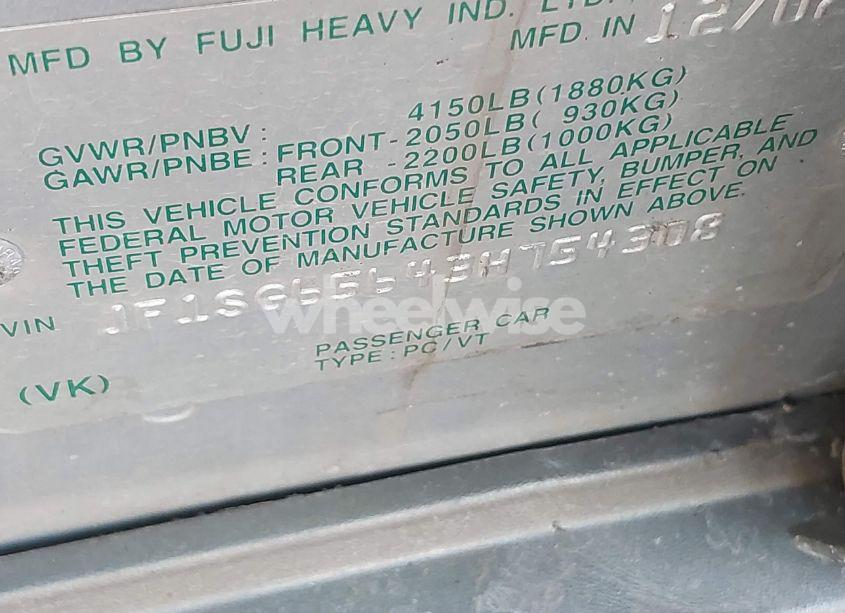 MFD BY FUJI HEAVY IND. LTD.
MFD. IN 12/02
GVWR/PNBV: 4150LB(1880KG)
GAWR/PNBE: FRONT-2050LB( 930KG)
REAR -2200LB(1000KG)
THIS VEHICLE CONFORMS TO ALL APPLICABLE
FEDERAL MOTOR VEHICLE SAFETY, BUMPER, AND
THEFT PREVENTION STANDARDS IN EFFECT ON
THE DATE OF MANUFACTURE SHOWN ABOVE.
VIN JF1SG65643H754308
wheelwise
PASSENGER CAR
TYPE: PC/VT
(VK)